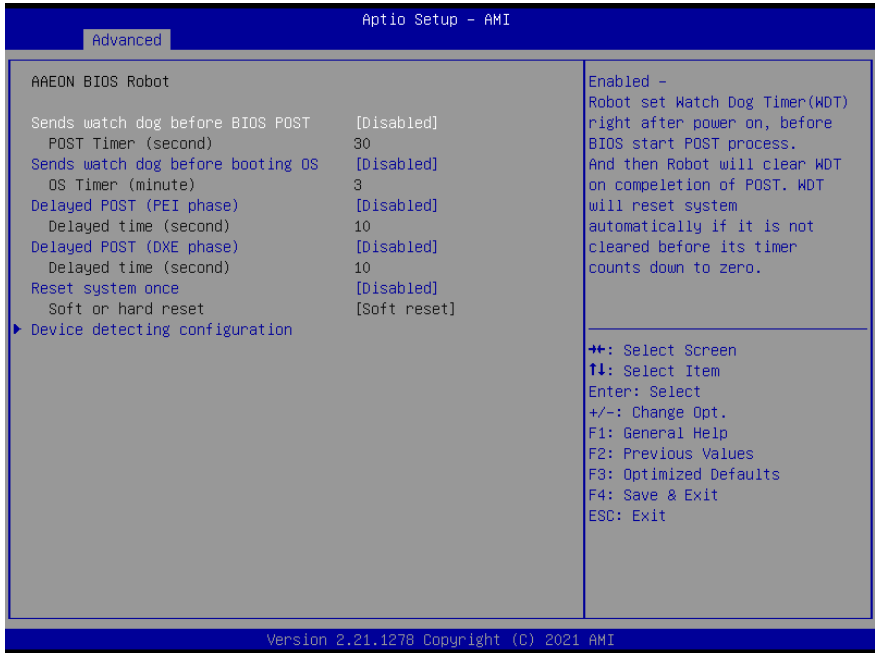 Aptio Setup – AMI
Advanced
AAEON BIOS Robot
Sends watch dog before BIOS POST [Disabled]
POST Timer (second) 30
Sends watch dog before booting OS [Disabled]
OS Timer (minute) 3
Delayed POST (PEI phase) [Disabled]
Delayed time (second) 10
Delayed POST (DXE phase) [Disabled]
Delayed time (second) 10
Reset system once [Disabled]
Soft or hard reset [Soft reset]
Device detecting configuration
Enabled –
Robot set Watch Dog Timer(WDT)
right after power on, before
BIOS start POST process.
And then Robot will clear WDT
on compeletion of POST. WDT
will reset system
automatically if it is not
cleared before its timer
counts down to zero.
→←: Select Screen
↑↓: Select Item
Enter: Select
+/-: Change Opt.
F1: General Help
F2: Previous Values
F3: Optimized Defaults
F4: Save & Exit
ESC: Exit
Version 2.21.1278 Copyright (C) 2021 AMI